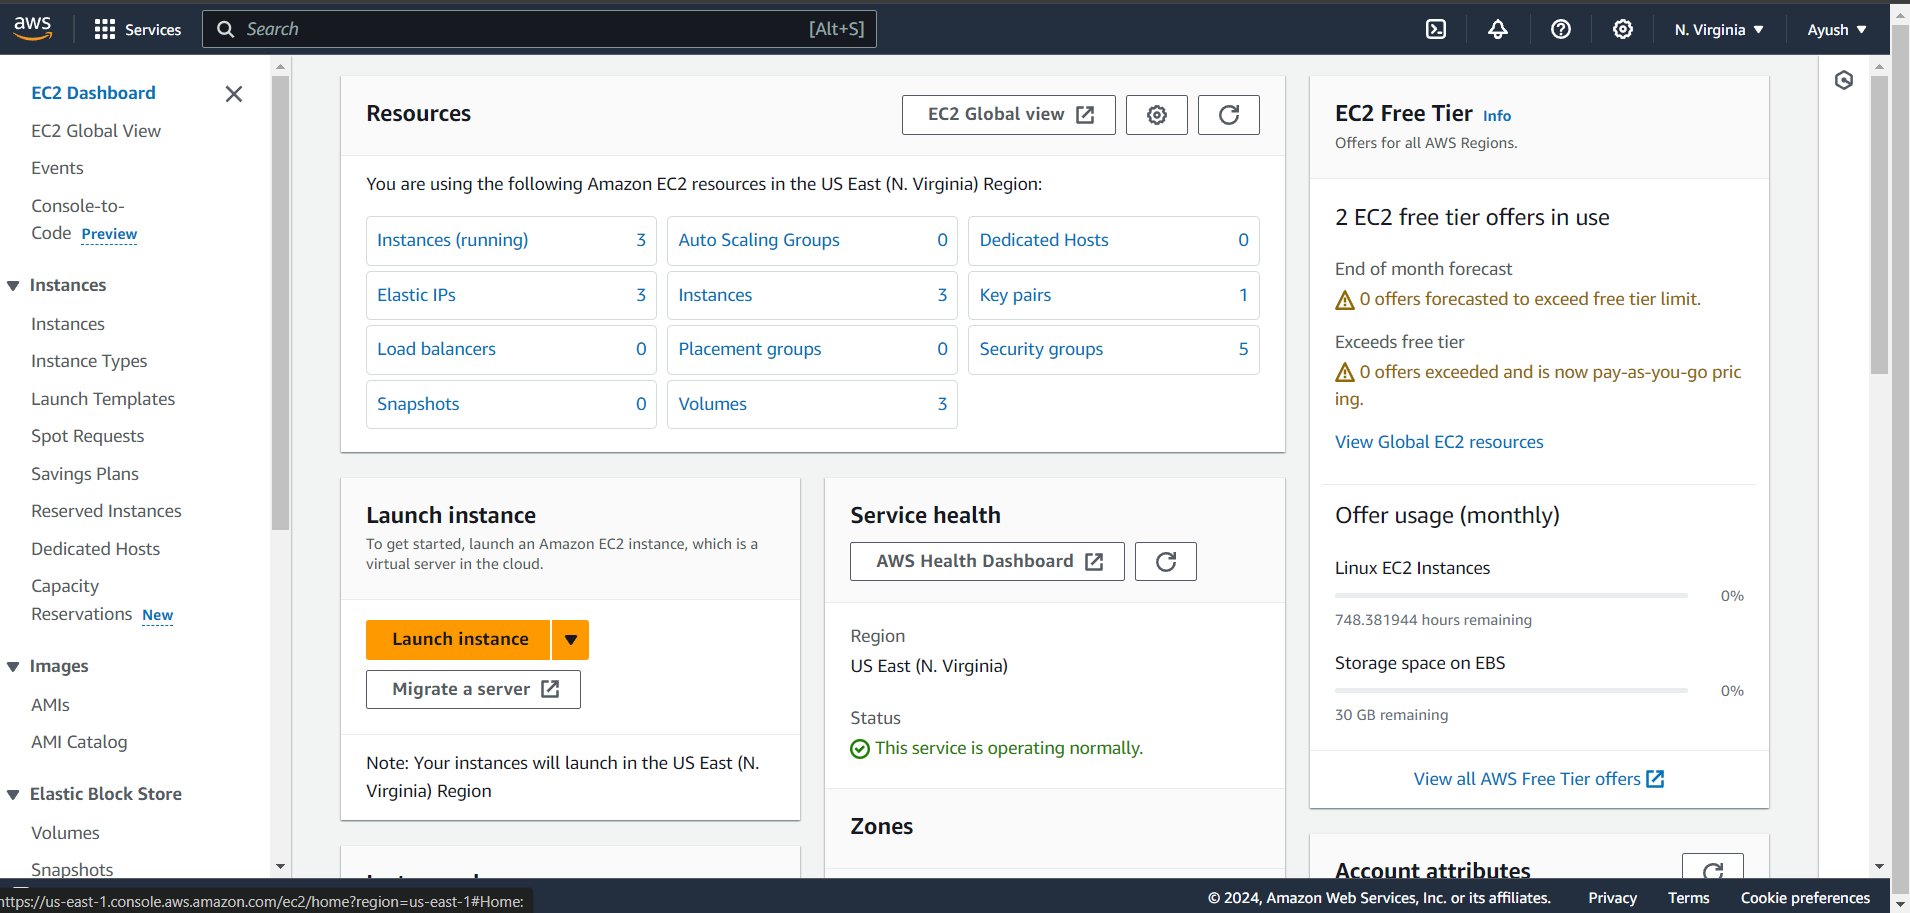 aws
Services
Search
[Alt+S]
N. Virginia
Ayush
EC2 Dashboard
EC2 Global View
Events
Console-to-
Code Preview
Instances
Instances
Instance Types
Launch Templates
Spot Requests
Savings Plans
Reserved Instances
Dedicated Hosts
Capacity
Reservations New
Images
AMIs
AMI Catalog
Elastic Block Store
Volumes
Snapshots
Resources
EC2 Global view
You are using the following Amazon EC2 resources in the US East (N. Virginia) Region:
Instances (running) 3
Auto Scaling Groups 0
Dedicated Hosts 0
Elastic IPs 3
Instances 3
Key pairs 1
Load balancers 0
Placement groups 0
Security groups 5
Snapshots 0
Volumes 3
Launch instance
To get started, launch an Amazon EC2 instance, which is a
virtual server in the cloud.
Launch instance
Migrate a server
Note: Your instances will launch in the US East (N.
Virginia) Region
Service health
AWS Health Dashboard
Region
US East (N. Virginia)
Status
This service is operating normally.
Zones
EC2 Free Tier Info
Offers for all AWS Regions.
2 EC2 free tier offers in use
End of month forecast
0 offers forecasted to exceed free tier limit.
Exceeds free tier
0 offers exceeded and is now pay-as-you-go pric
ing.
View Global EC2 resources
Offer usage (monthly)
Linux EC2 Instances
0%
748.381944 hours remaining
Storage space on EBS
0%
30 GB remaining
View all AWS Free Tier offers
Account attributes
https://us-east-1.console.aws.amazon.com/ec2/home?region=us-east-1#Home:
© 2024, Amazon Web Services, Inc. or its affiliates.
Privacy
Terms
Cookie preferences